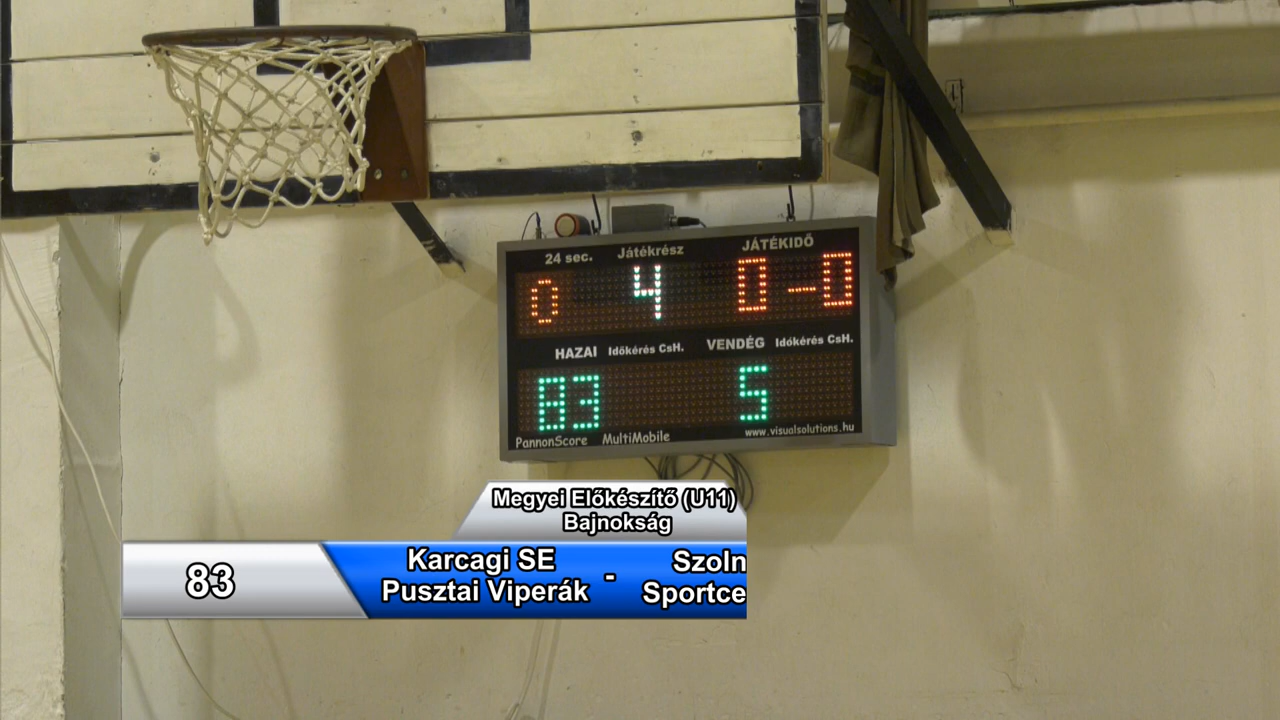 24 sec. Játékrész JÁTÉKIDŐ
0 4 0-0
HAZAI Időkérés CsH. VENDÉG Időkérés CsH.
83 5
PannonScore MultiMobile www.visualsolutions.hu
Megyei Előkészítő (U11)
Bajnokság
83
Karcagi SE
Pusztai Viperák
-
Szoln
Sportce